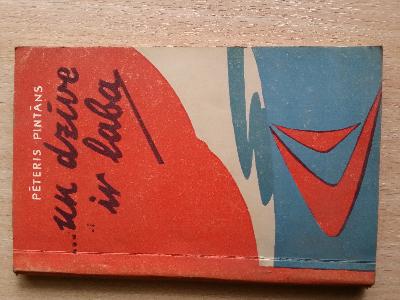 PĒTERIS PINTĀNS
...un dzīve
ir laba